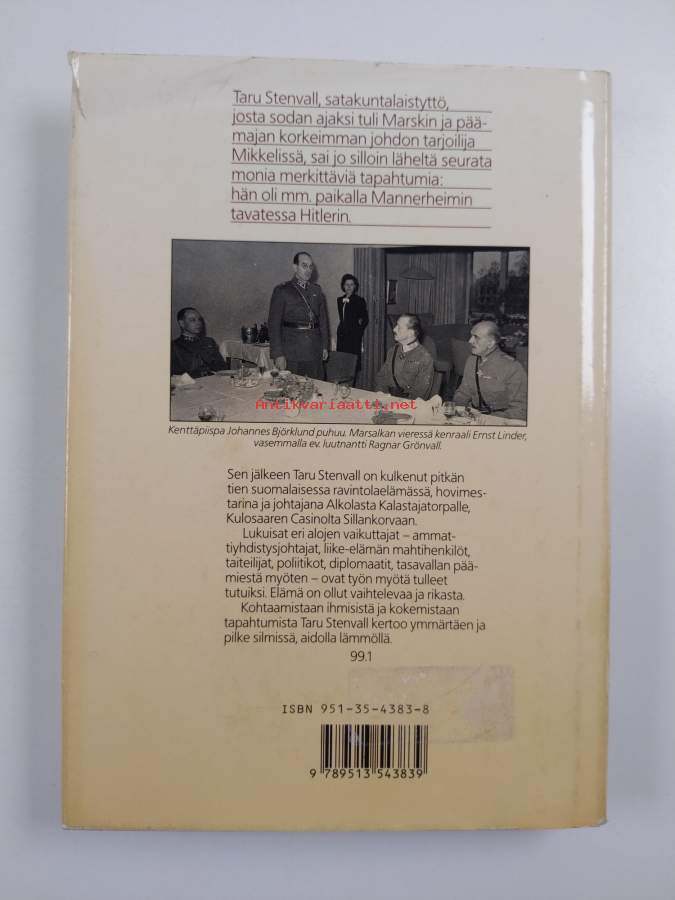 Taru Stenvall, satakuntalaistyttö,
josta sodan ajaksi tuli Marskin ja pää-
majan korkeimman johdon tarjoilija
Mikkelissä, sai jo silloin läheltä seurata
monia merkittäviä tapahtumia:
hän oli mm. paikalla Mannerheimin
tavatessa Hitlerin.
Antikvariaatti.net
Kenttäpiispa Johannes Björklund puhuu. Marsalkan vieressä kenraali Ernst Linder,
vasemmalla ev. luutnantti Ragnar Grönvall.
Sen jälkeen Taru Stenvall on kulkenut pitkän
tien suomalaisessa ravintolaelämässä, hovimes-
tarina ja johtajana Alkolasta Kalastajatorpalle,
Kulosaaren Casinolta Sillankorvaan.
Lukuisat eri alojen vaikuttajat – ammat-
tiyhdistysjohtajat, liike-elämän mahtihenkilöt,
taiteilijat, poliitikot, diplomaatit, tasavallan pää-
miestä myöten – ovat työn myötä tulleet
tutuiksi. Elämä on ollut vaihtelevaa ja rikasta.
Kohtaamistaan ihmisistä ja kokemistaan
tapahtumista Taru Stenvall kertoo ymmärtäen ja
pilke silmissä, aidolla lämmöllä.
99.1
ISBN 951-35-4383-8
9 789513 543839